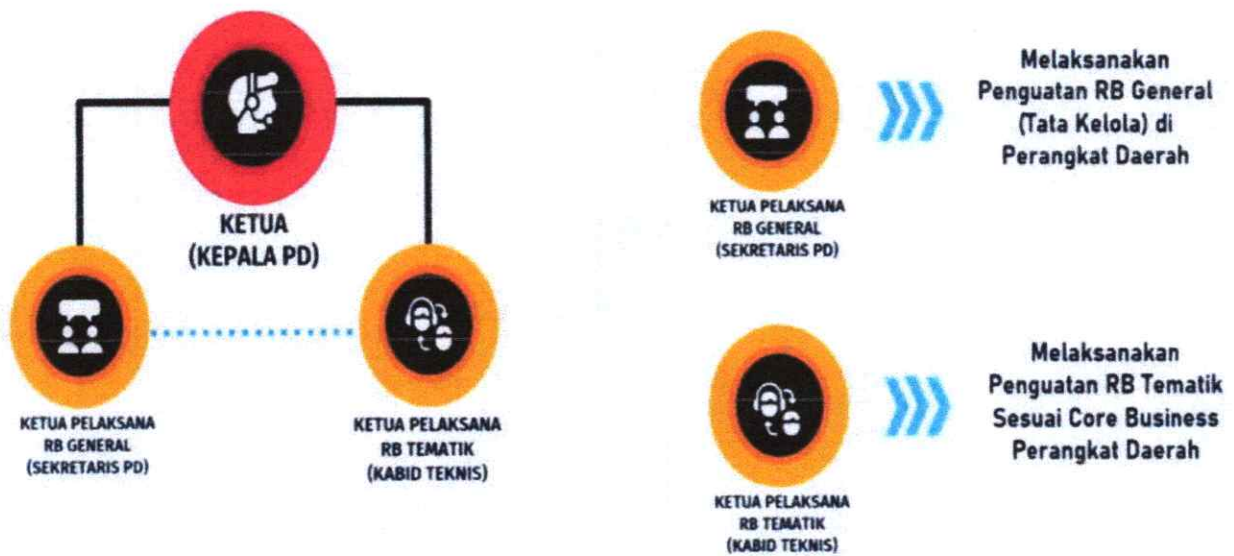 KETUA
(KEPALA PD)
KETUA PELAKSANA
RB GENERAL
(SEKRETARIS PD)
KETUA PELAKSANA
RB TEMATIK
(KABID TEKNIS)
KETUA PELAKSANA
RB GENERAL
(SEKRETARIS PD)
Melaksanakan
Penguatan RB General
(Tata Kelola) di
Perangkat Daerah
KETUA PELAKSANA
RB TEMATIK
(KABID TEKNIS)
Melaksanakan
Penguatan RB Tematik
Sesuai Core Business
Perangkat Daerah